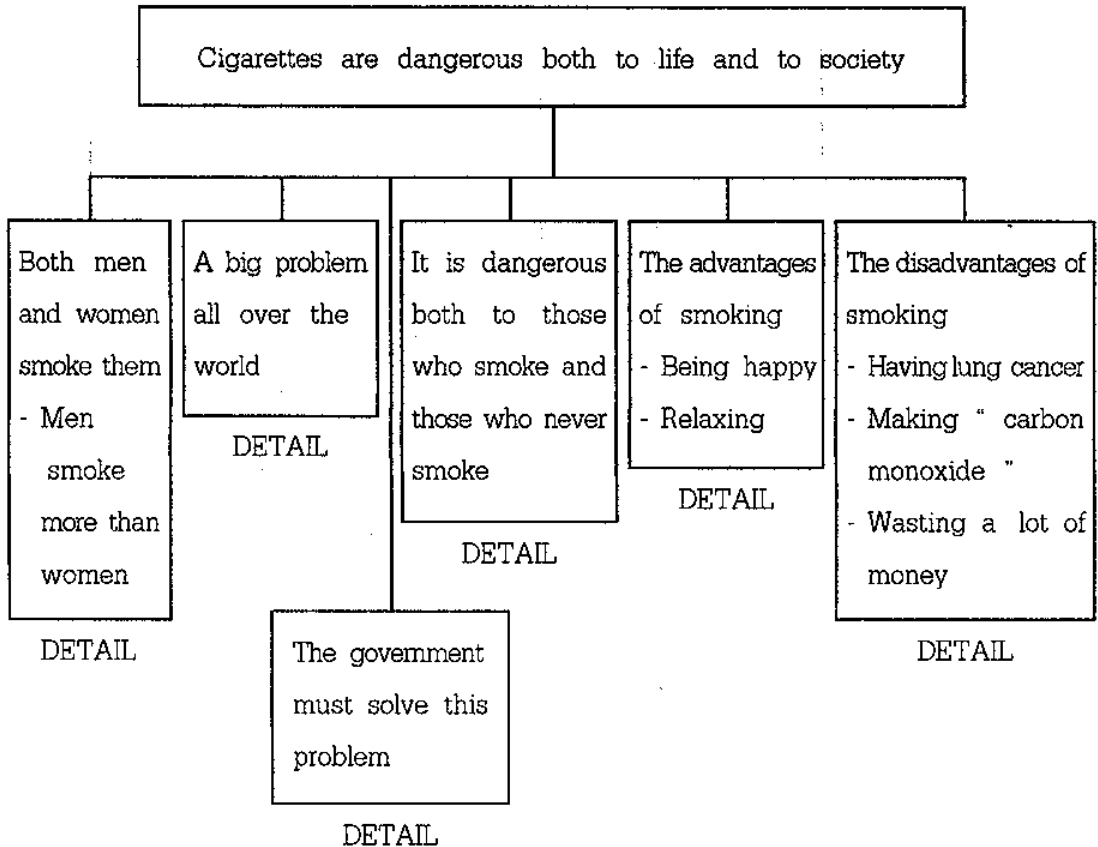 Cigarettes are dangerous both to life and to society
Both men
and women
smoke them
- Men
smoke
more than
women
DETAIL
A big problem
all over the
world
DETAIL
The government
must solve this
problem
DETAIL
It is dangerous
both to those
who smoke and
those who never
smoke
DETAIL
The advantages
of smoking
- Being happy
- Relaxing
DETAIL
The disadvantages of
smoking
- Having lung cancer
- Making " carbon
monoxide "
- Wasting a lot of
money
DETAIL